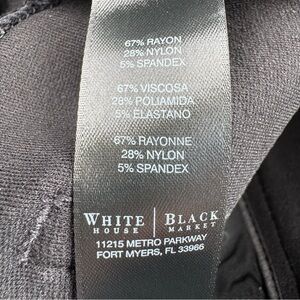 67% RAYON
28% NYLON
5% SPANDEX
67% VISCOSA
28% POLIAMIDA
5% ELASTANO
67% RAYONNE
28% NYLON
5% SPANDEX
WHITE HOUSE | BLACK MARKET
11215 METRO PARKWAY
FORT MYERS, FL 33966